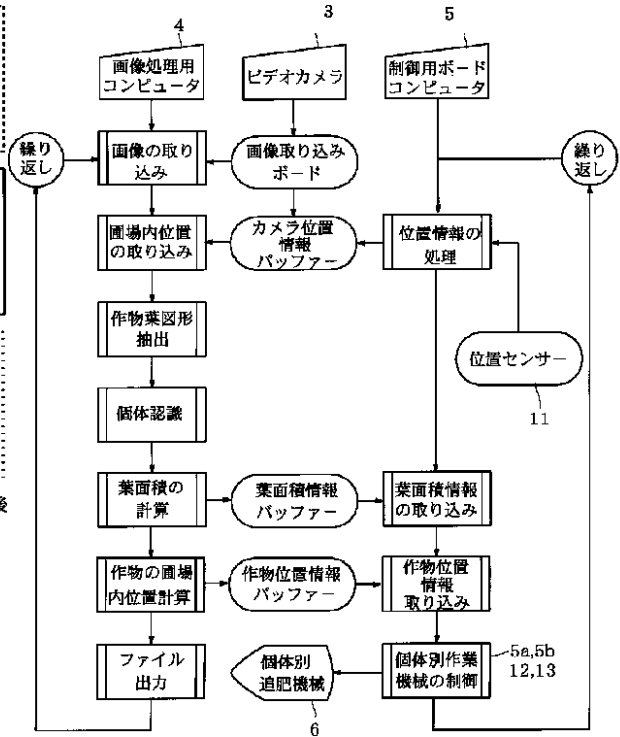 4
3
5
画像処理用
コンピュータ
ビデオカメラ
制御用ボード
コンピュータ
繰り
返し
画像の取り
込み
画像取り込み
ボード
繰り
返し
圃場内位置
の取り込み
カメラ位置
情報
バッファー
位置情報の
処理
作物葉図形
抽出
位置センサー
11
個体認識
後
葉面積の
計算
葉面積情報
バッファー
葉面積情報
の取り込み
作物の圃場
内位置計算
作物位置情報
バッファー
作物位置
情報
取り込み
ファイル
出力
個体別
追肥機械
6
個体別作業
機械の制御
5a,5b
12,13